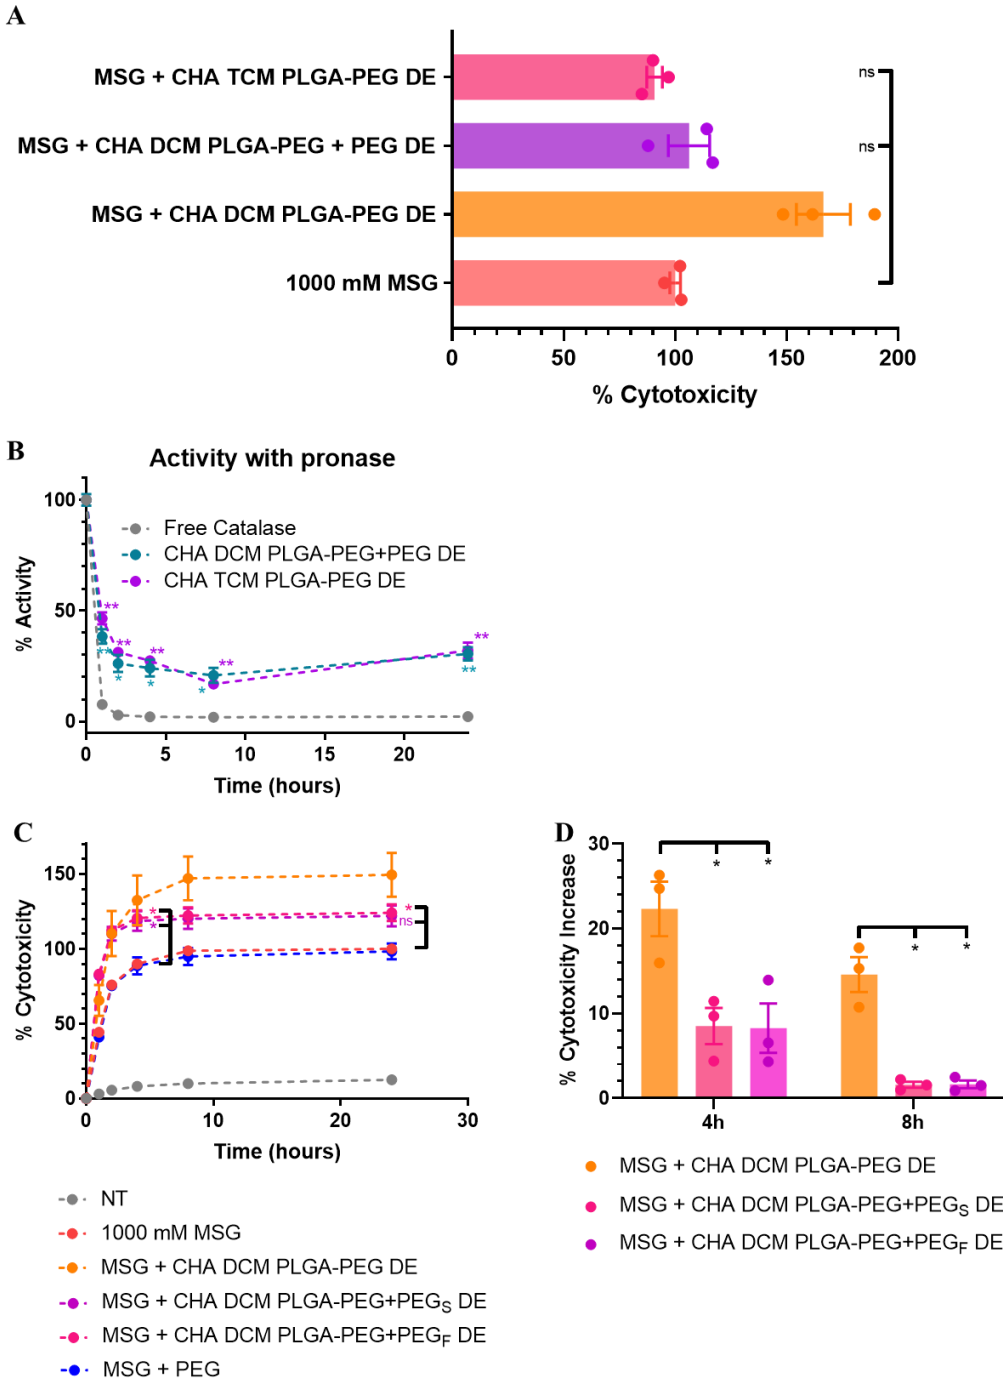 A
MSG + CHA TCM PLGA-PEG DE
MSG + CHA DCM PLGA-PEG + PEG DE
MSG + CHA DCM PLGA-PEG DE
1000 mM MSG
ns
ns
0 50 100 150 200
% Cytotoxicity
B
Activity with pronase
% Activity
100
50
0
Free Catalase
CHA DCM PLGA-PEG+PEG DE
CHA TCM PLGA-PEG DE
** ** ** ** **
** * * * **
0 5 10 15 20
Time (hours)
C
% Cytotoxicity
150
100
50
0
*
*
*
ns
0 10 20 30
Time (hours)
NT
1000 mM MSG
MSG + CHA DCM PLGA-PEG DE
MSG + CHA DCM PLGA-PEG+PEGS DE
MSG + CHA DCM PLGA-PEG+PEGF DE
MSG + PEG
D
% Cytotoxicity Increase
30
20
10
0
* *
* *
4h 8h
MSG + CHA DCM PLGA-PEG DE
MSG + CHA DCM PLGA-PEG+PEGS DE
MSG + CHA DCM PLGA-PEG+PEGF DE